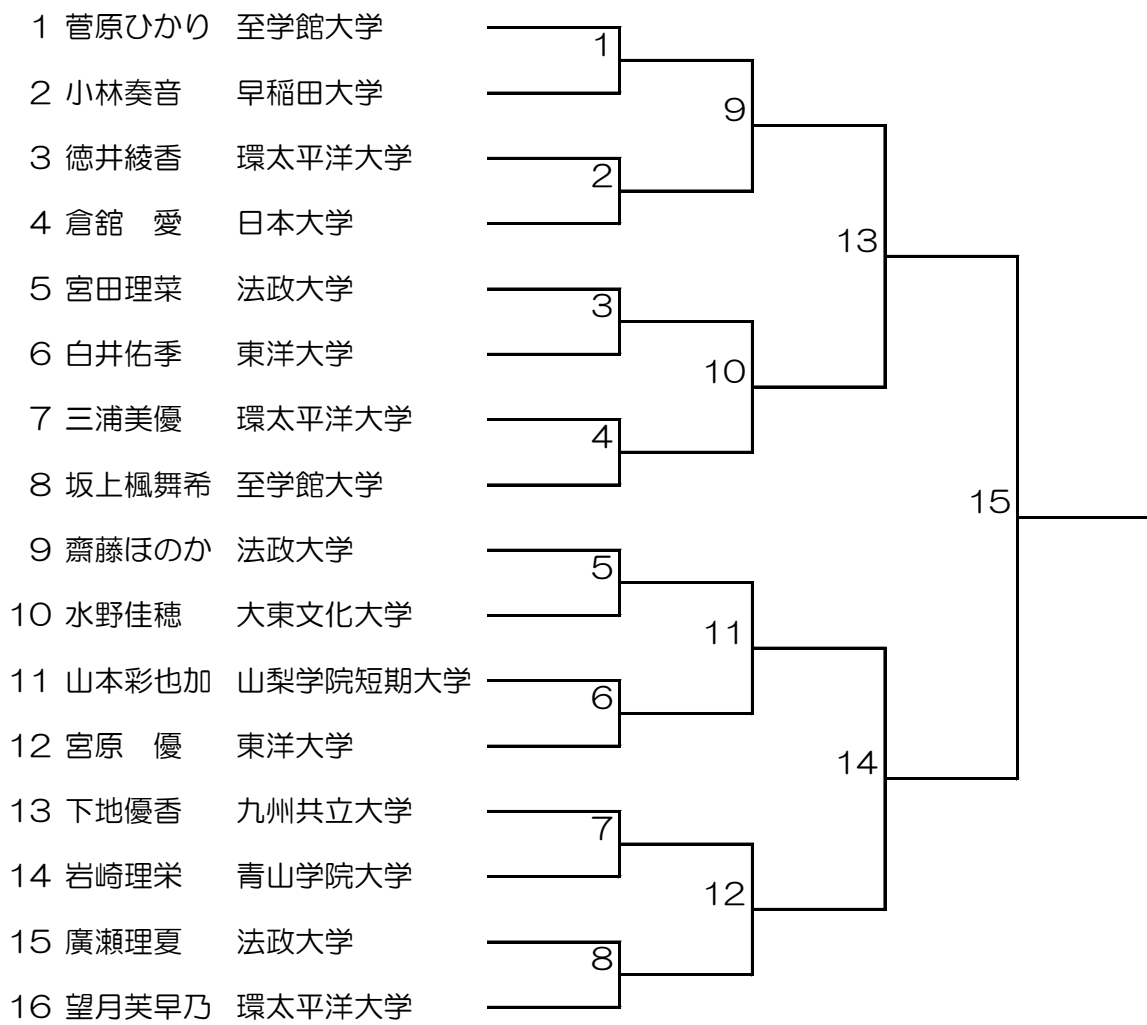 1 菅原ひかり 至学館大学
1
2 小林奏音 早稲田大学
9
3 徳井綾香 環太平洋大学
2
4 倉舘 愛 日本大学
13
5 宮田理菜 法政大学
3
6 白井佑季 東洋大学
10
7 三浦美優 環太平洋大学
4
8 坂上楓舞希 至学館大学
15
9 齋藤ほのか 法政大学
5
10 水野佳穂 大東文化大学
11
11 山本彩也加 山梨学院短期大学
6
12 宮原 優 東洋大学
14
13 下地優香 九州共立大学
7
14 岩崎理栄 青山学院大学
12
15 廣瀬理夏 法政大学
8
16 望月芙早乃 環太平洋大学